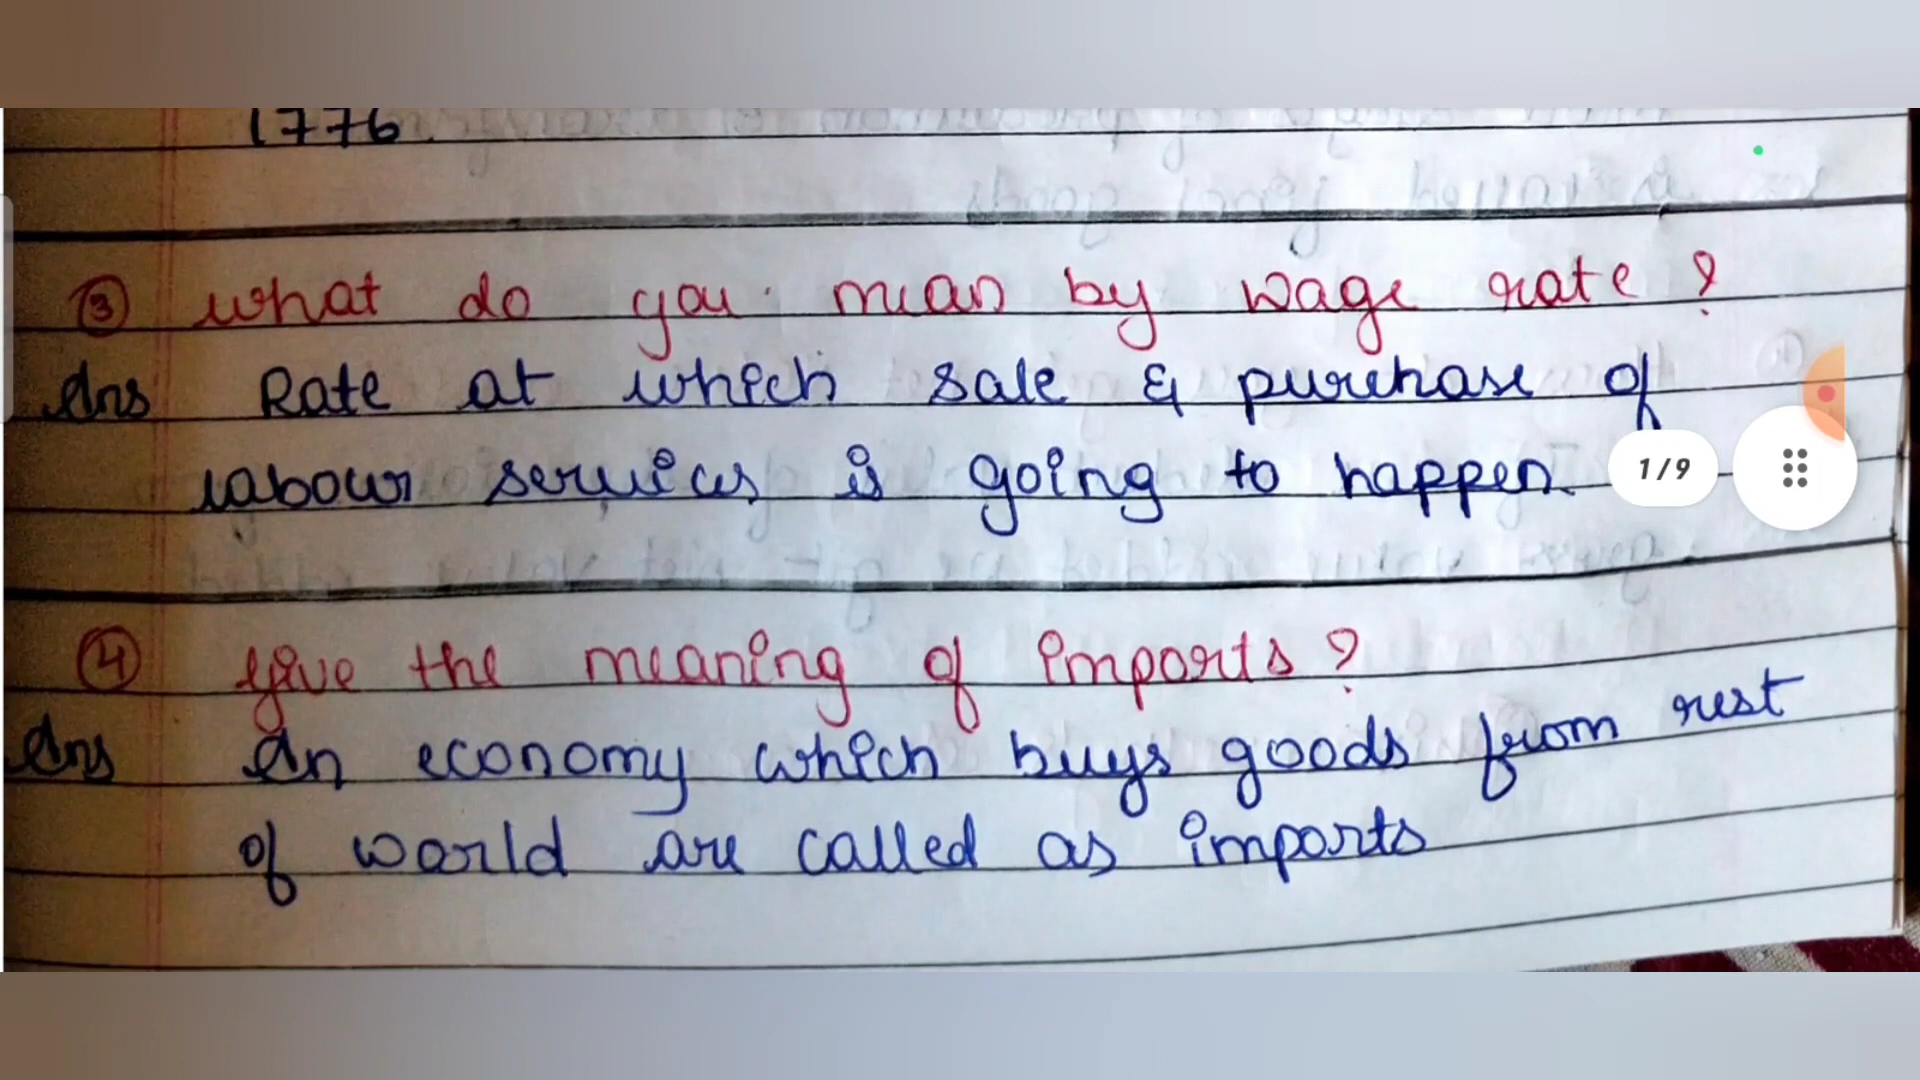 1776.
③ What do you mean by wage rate?
Ans Rate at which sale & purchase of
labour services is going to happen.
1/9
④ Give the meaning of imports?
Ans An economy which buys goods from rest
of world are called as imports